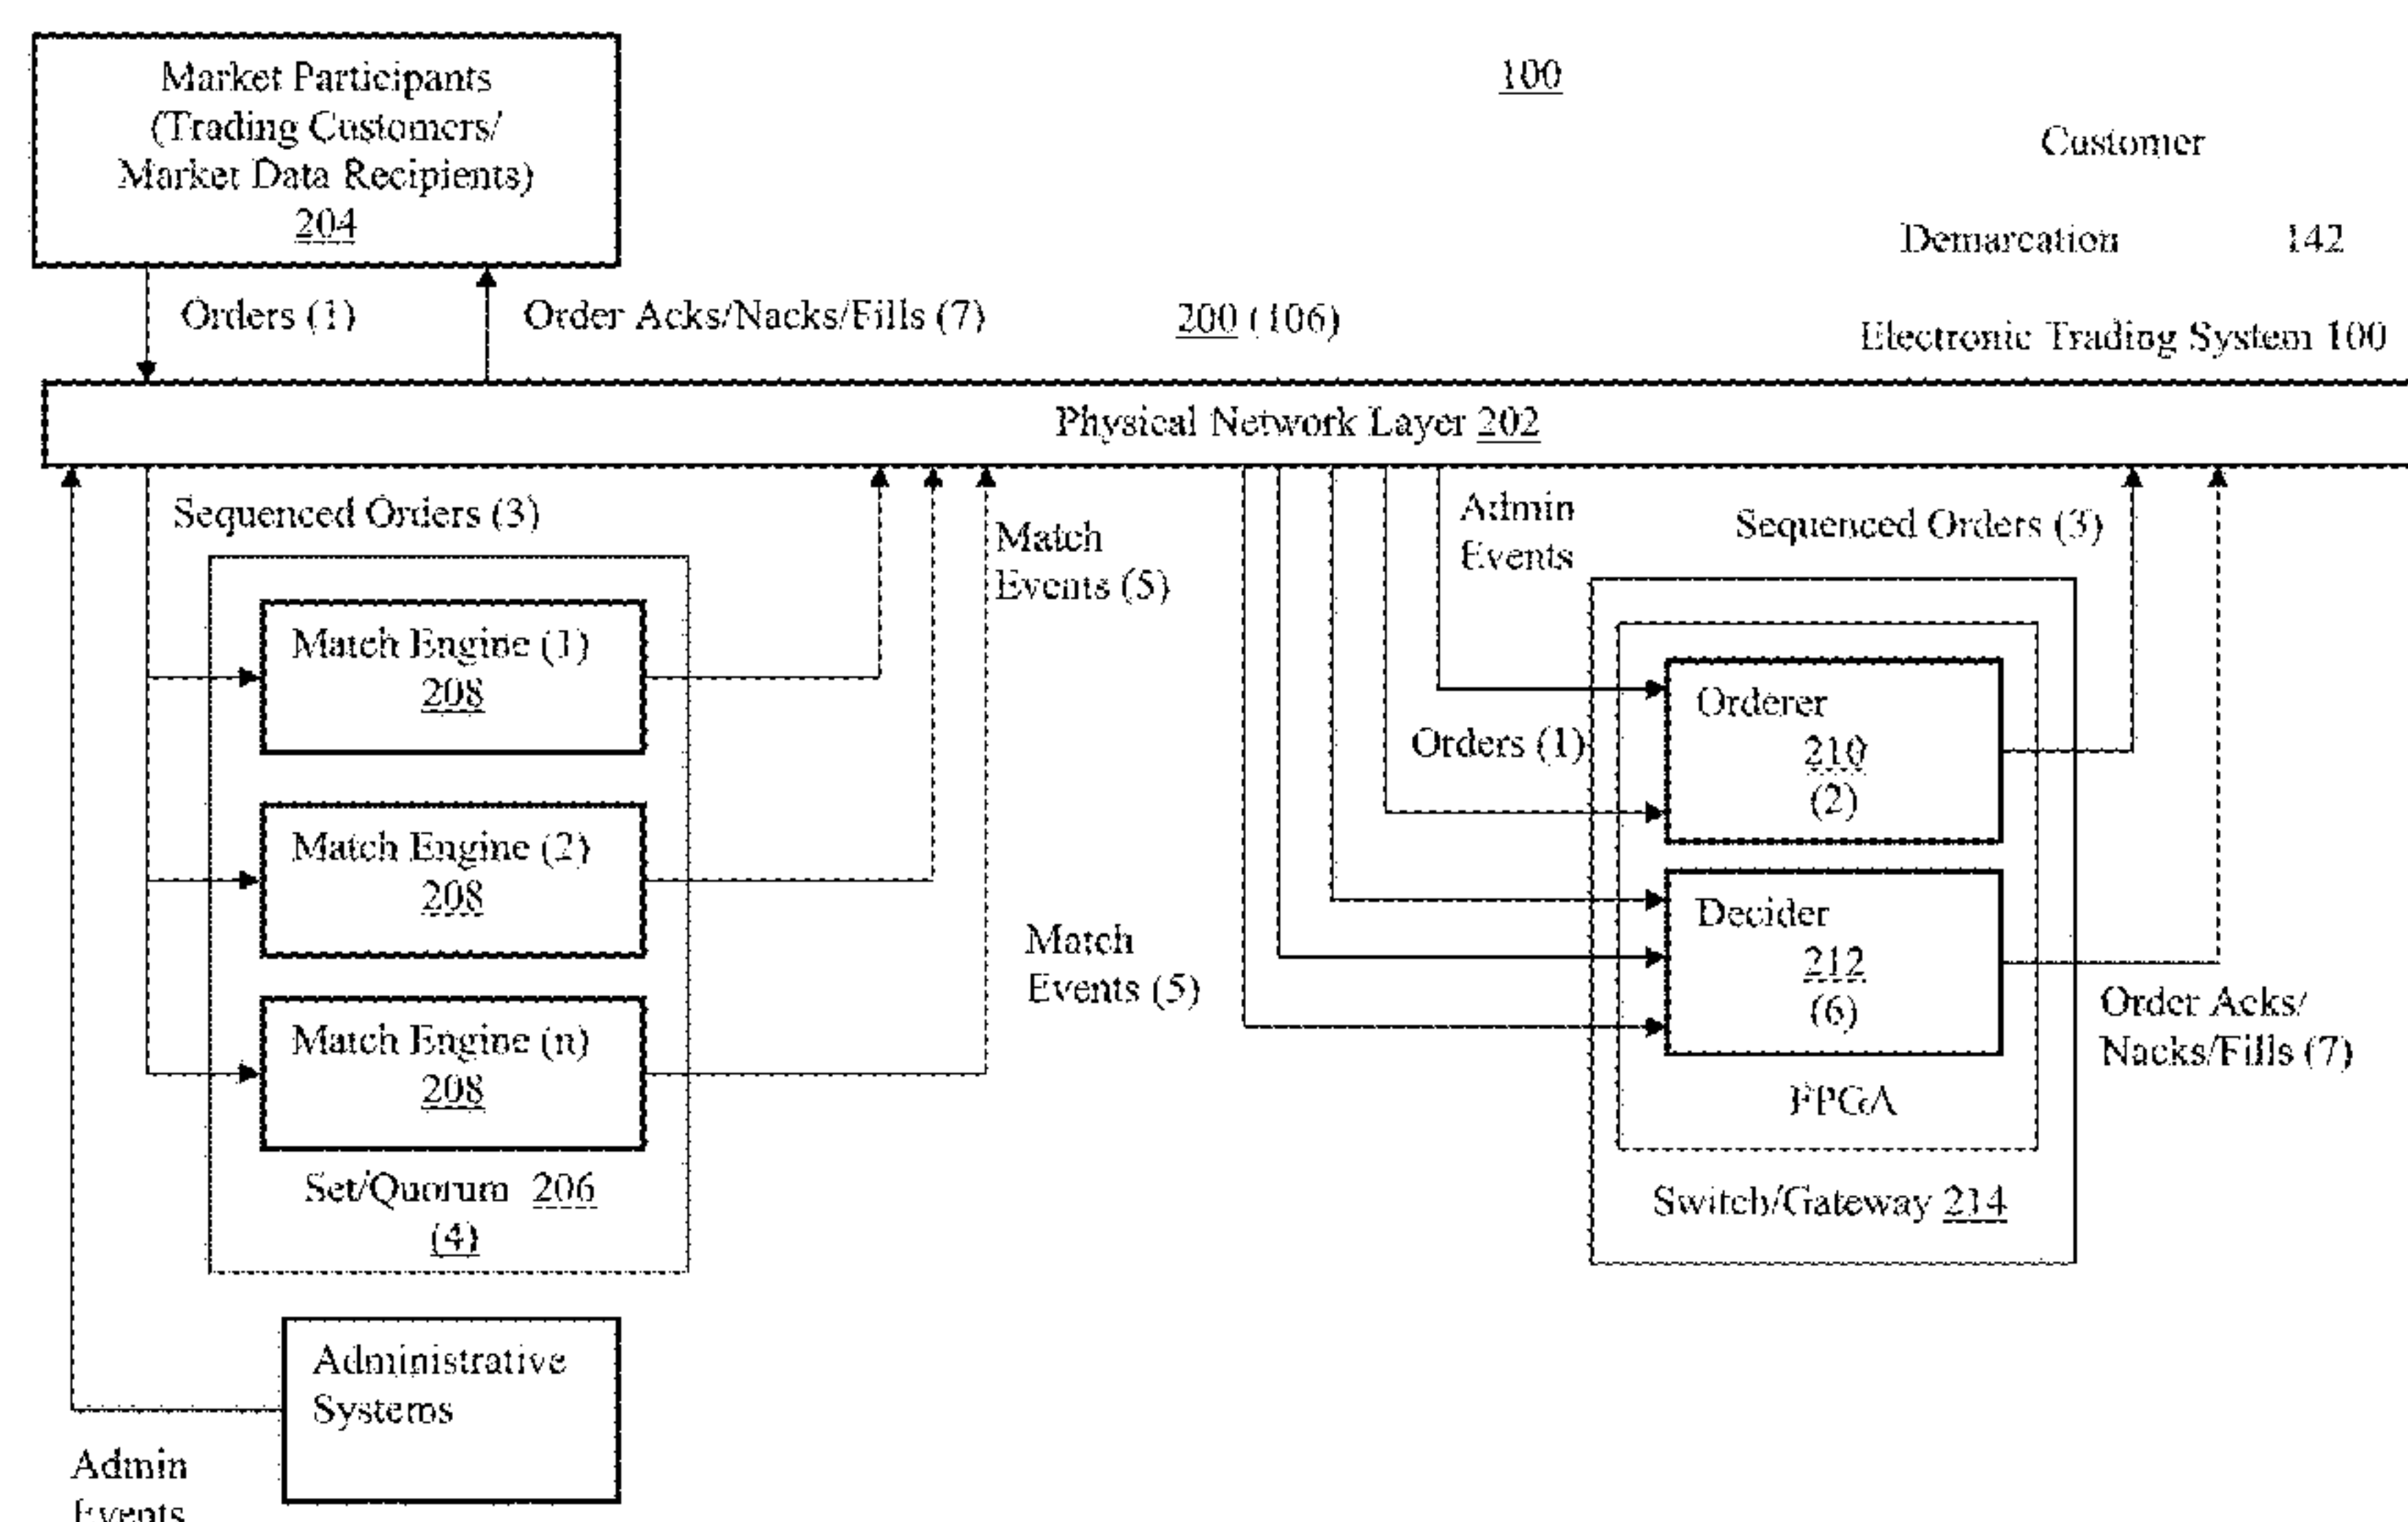 Market Participants
(Trading Customers/
Market Data Recipients)
204
100
Customer
Demarcation 142
Orders (1)
Order Acks/Nacks/Fills (7)
200 (106)
Electronic Trading System 100
Physical Network Layer 202
Sequenced Orders (3)
Match
Events (5)
Admin
Events
Sequenced Orders (3)
Match Engine (1)
208
Orderer
210
(2)
Orders (1)
Match Engine (2)
208
Match
Events (5)
Decider
212
(6)
Order Acks/
Nacks/Fills (7)
Match Engine (n)
208
FPGA
Set/Quorum 206
(4)
Switch/Gateway 214
Administrative
Systems
Admin
Events